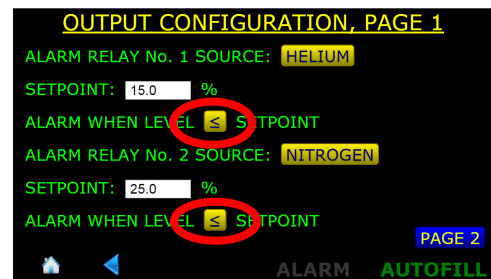 OUTPUT CONFIGURATION, PAGE 1
ALARM RELAY No. 1 SOURCE: HELIUM
SETPOINT: 15.0 %
ALARM WHEN LEVEL ≤ SETPOINT
ALARM RELAY No. 2 SOURCE: NITROGEN
SETPOINT: 25.0 %
ALARM WHEN LEVEL ≤ SETPOINT
PAGE 2
ALARM AUTOFILL